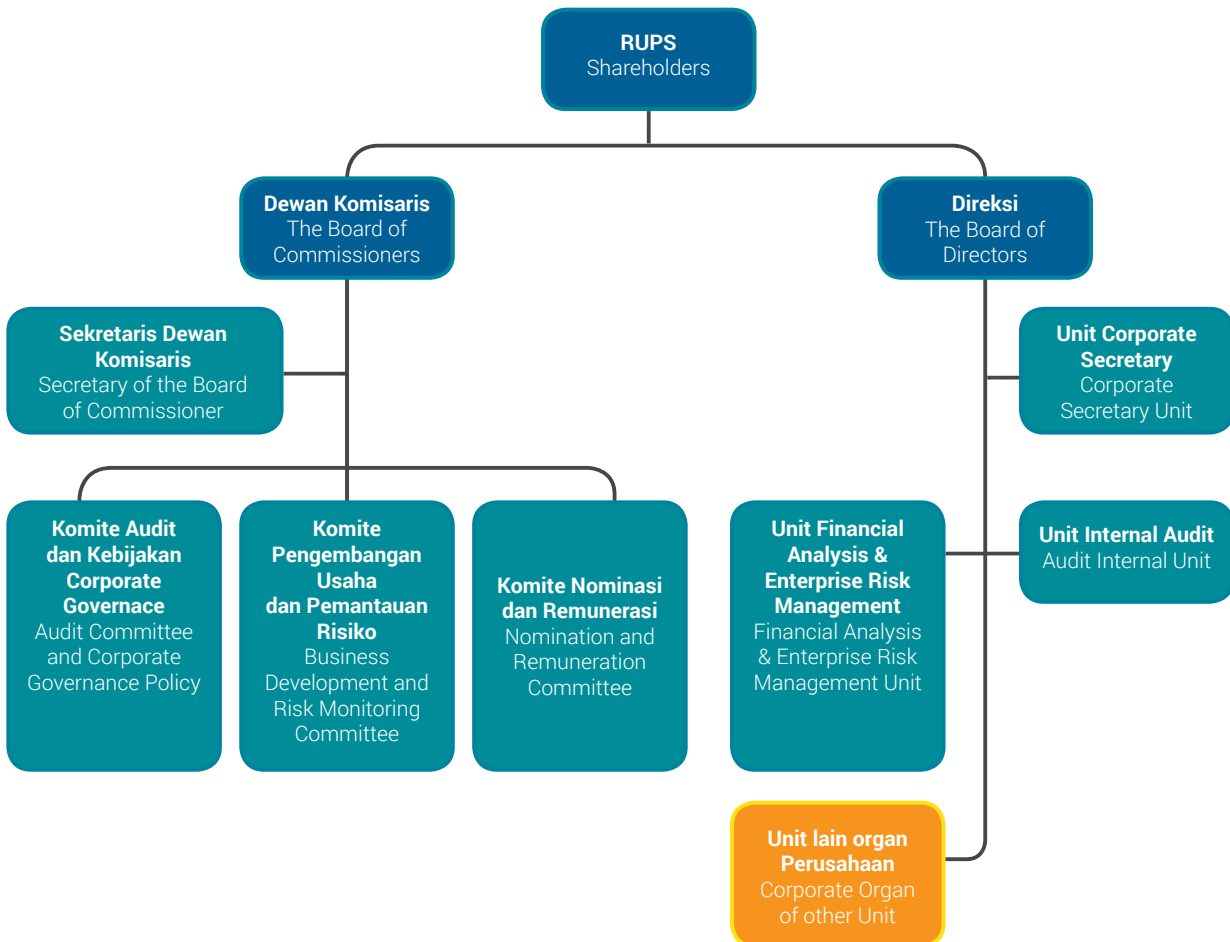 RUPS
Shareholders
Dewan Komisaris
The Board of
Commissioners
Direksi
The Board of
Directors
Sekretaris Dewan
Komisaris
Secretary of the Board
of Commissioner
Unit Corporate
Secretary
Corporate
Secretary Unit
Komite Audit
dan Kebijakan
Corporate
Governace
Audit Committee
and Corporate
Governance Policy
Komite
Pengembangan
Usaha
dan Pemantauan
Risiko
Business
Development and
Risk Monitoring
Committee
Komite Nominasi
dan Remunerasi
Nomination and
Remuneration
Committee
Unit Financial
Analysis &
Enterprise Risk
Management
Financial Analysis
& Enterprise Risk
Management Unit
Unit Internal Audit
Audit Internal Unit
Unit lain organ
Perusahaan
Corporate Organ
of other Unit